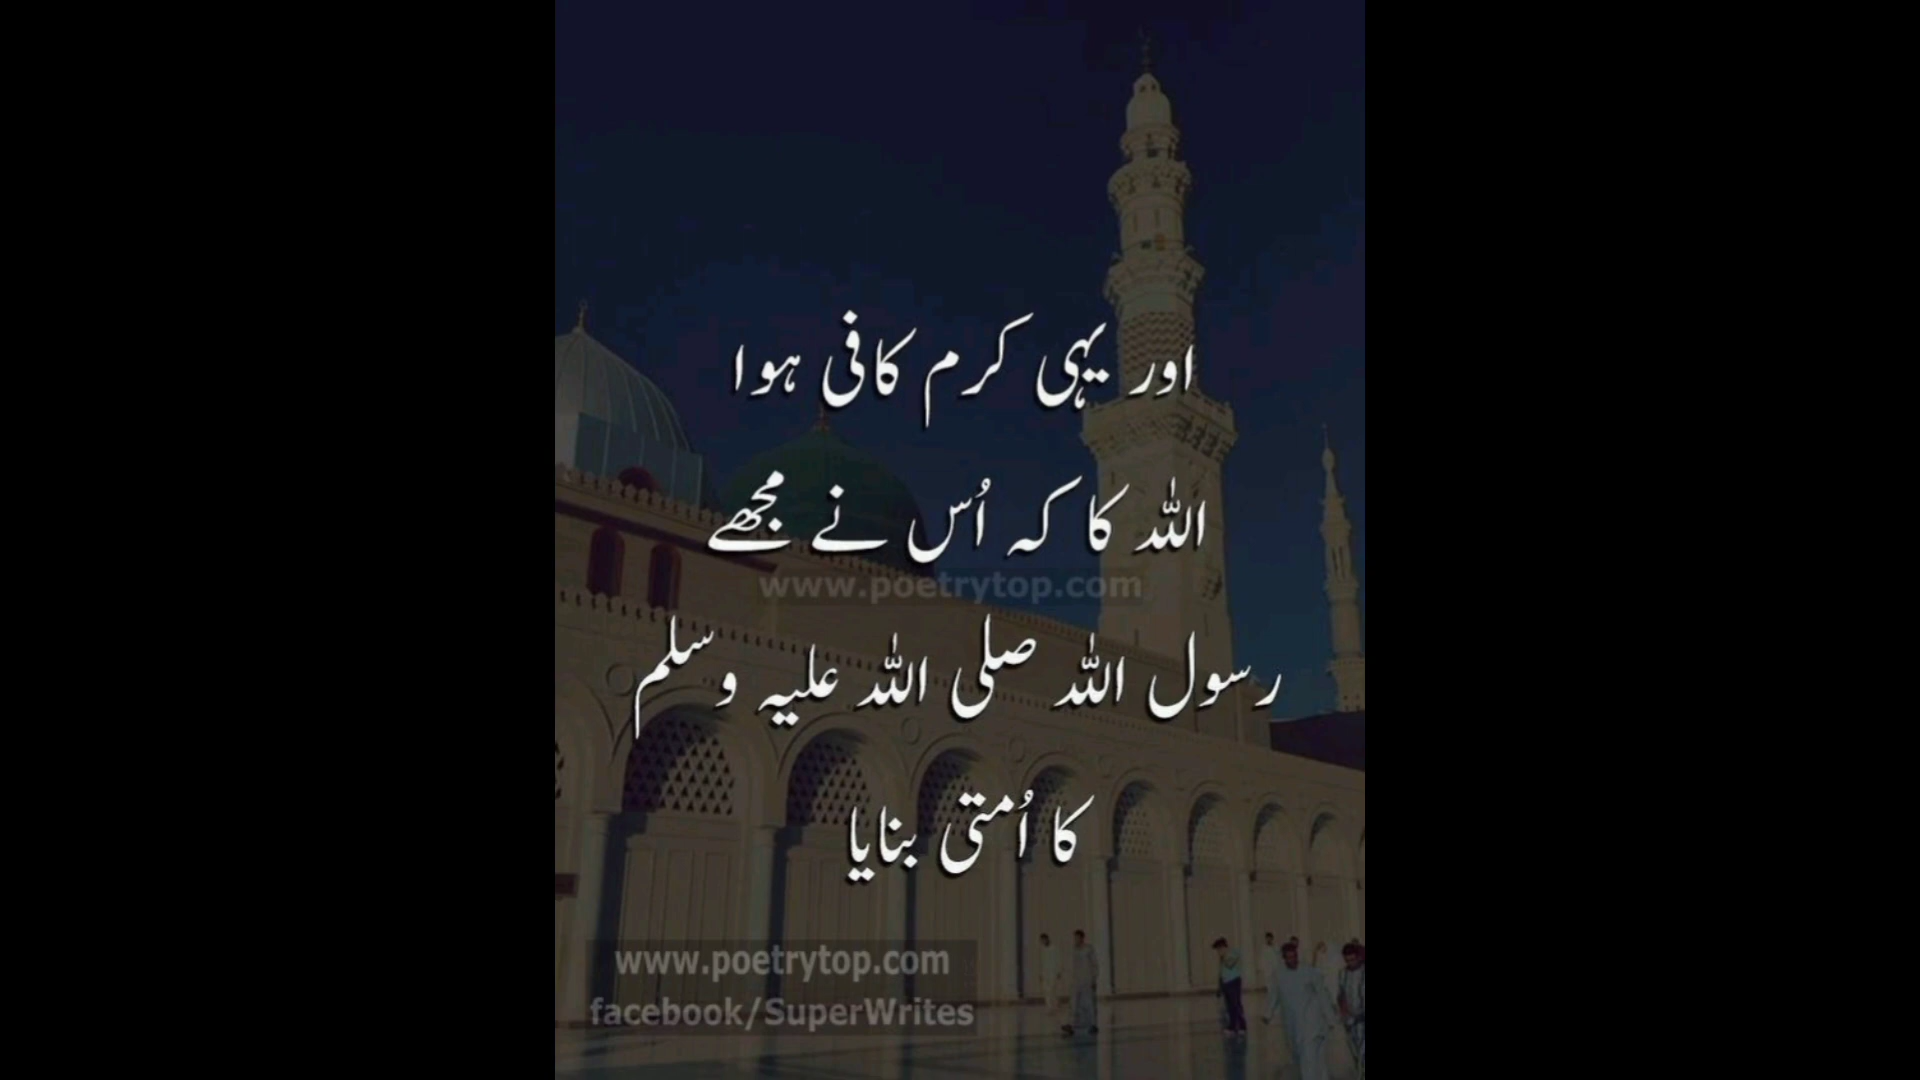 اور یہی کرم کافی ہوا
اللہ کا کہ اُس نے مجھے
www.poetrytop.com
رسول اللہ صلی اللہ علیہ وسلم
کا اُمتی بنایا
www.poetrytop.com
facebook/SuperWrites